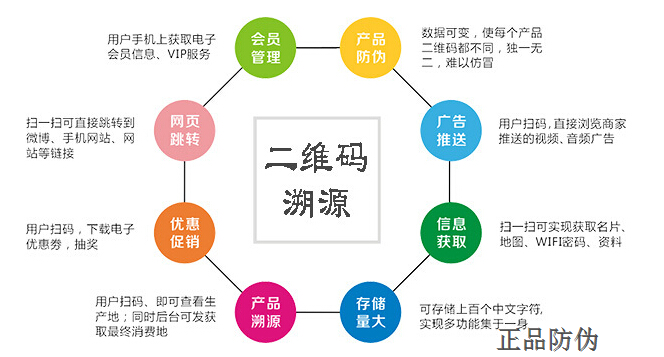 会员
管理
用户手机上获取电子
会员信息、VIP服务
产品
防伪
数据可变，使每个产品
二维码都不同，独一无
二，难以仿冒
网页
跳转
扫一扫可直接跳转到
微博、手机网站、网
站等链接
广告
推送
用户扫码，直接浏览商家
推送的视频、音频广告
二维码
溯源
优惠
促销
用户扫码，下载电子
优惠券，抽奖
信息
获取
扫一扫可实现获取名片、
地图、WIFI密码、资料
产品
溯源
用户扫码、即可查看生
产地；同时后台可发获
取最终消费地
存储
量大
可存储上百个中文字符，
实现多功能集于一身
正品防伪